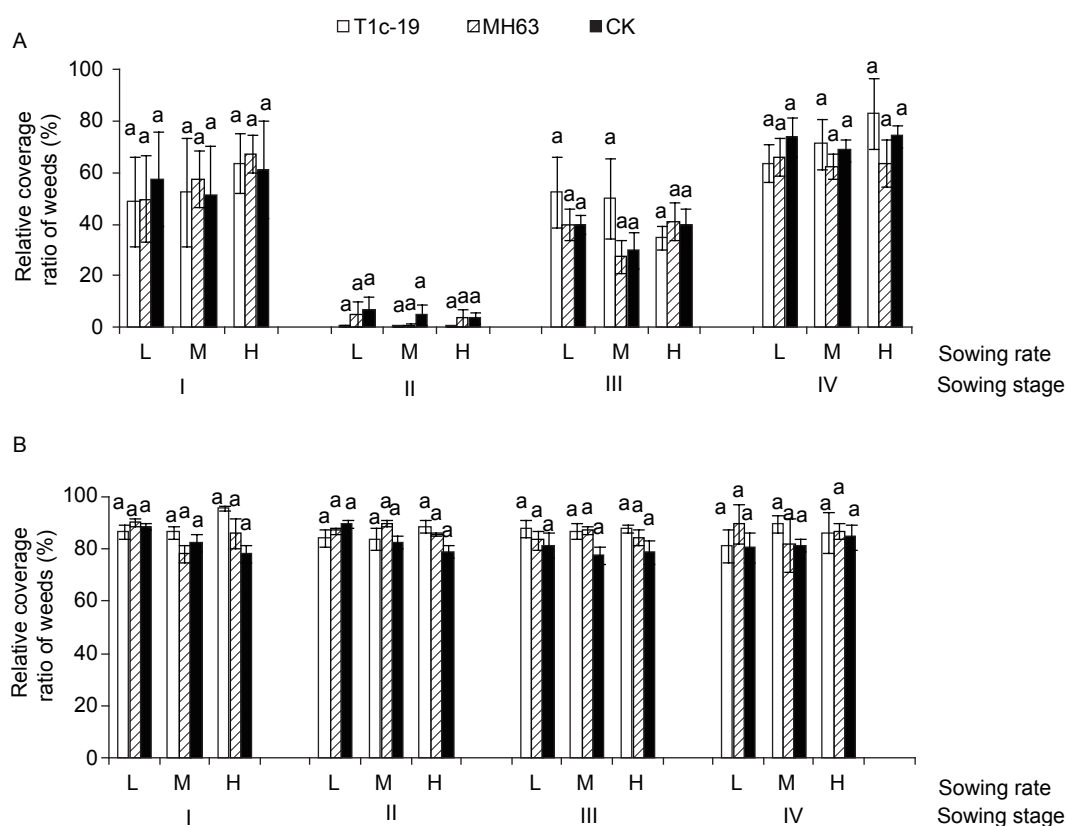 T1c-19 MH63 CK
A
Relative coverage
ratio of weeds (%)
100
80
60
40
20
0
a a a a a a a a a
a a a a a a a a a
a a a a a a a a a
a a a a a a a a a
L M H L M H L M H L M H Sowing rate
I II III IV Sowing stage
B
Relative coverage
ratio of weeds (%)
100
80
60
40
20
0
a a a a a a a a a
a a a a a a a a a
a a a a a a a a a
a a a a a a a a a
L M H L M H L M H L M H Sowing rate
I II III IV Sowing stage